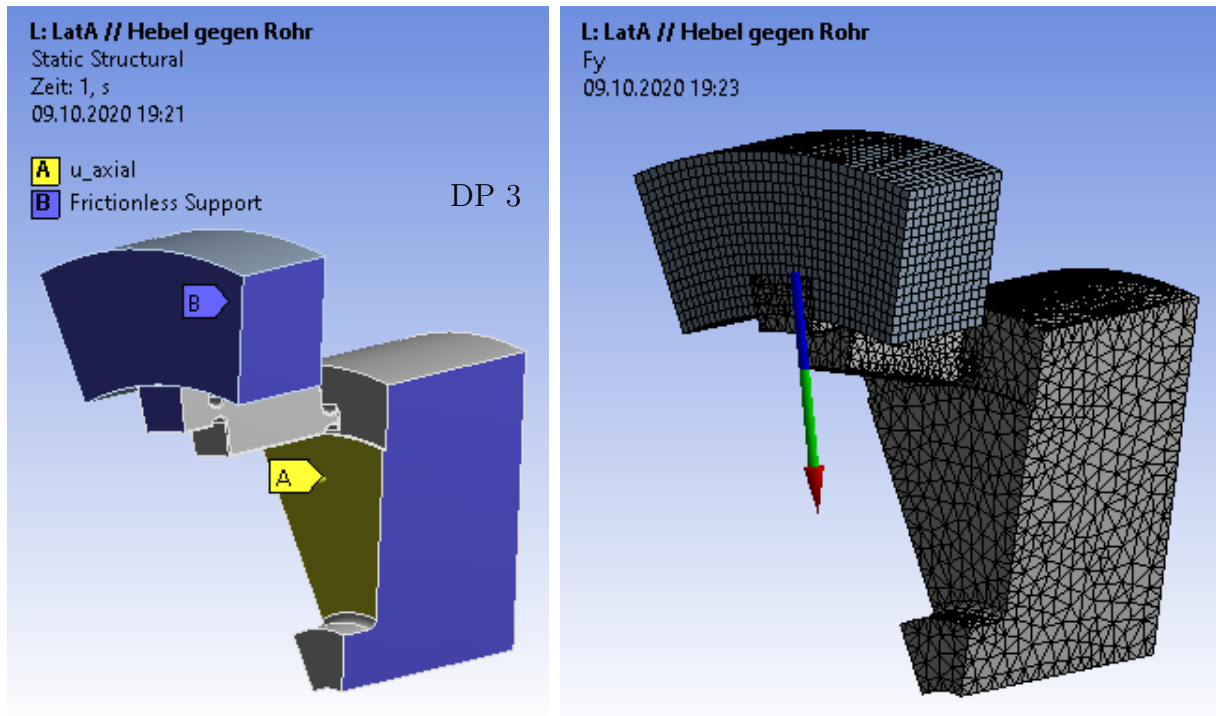 L: LatA // Hebel gegen Rohr
Static Structural
Zeit: 1, s
09.10.2020 19:21
A u_axial
B Frictionless Support
DP 3
B
A
L: LatA // Hebel gegen Rohr
Fy
09.10.2020 19:23